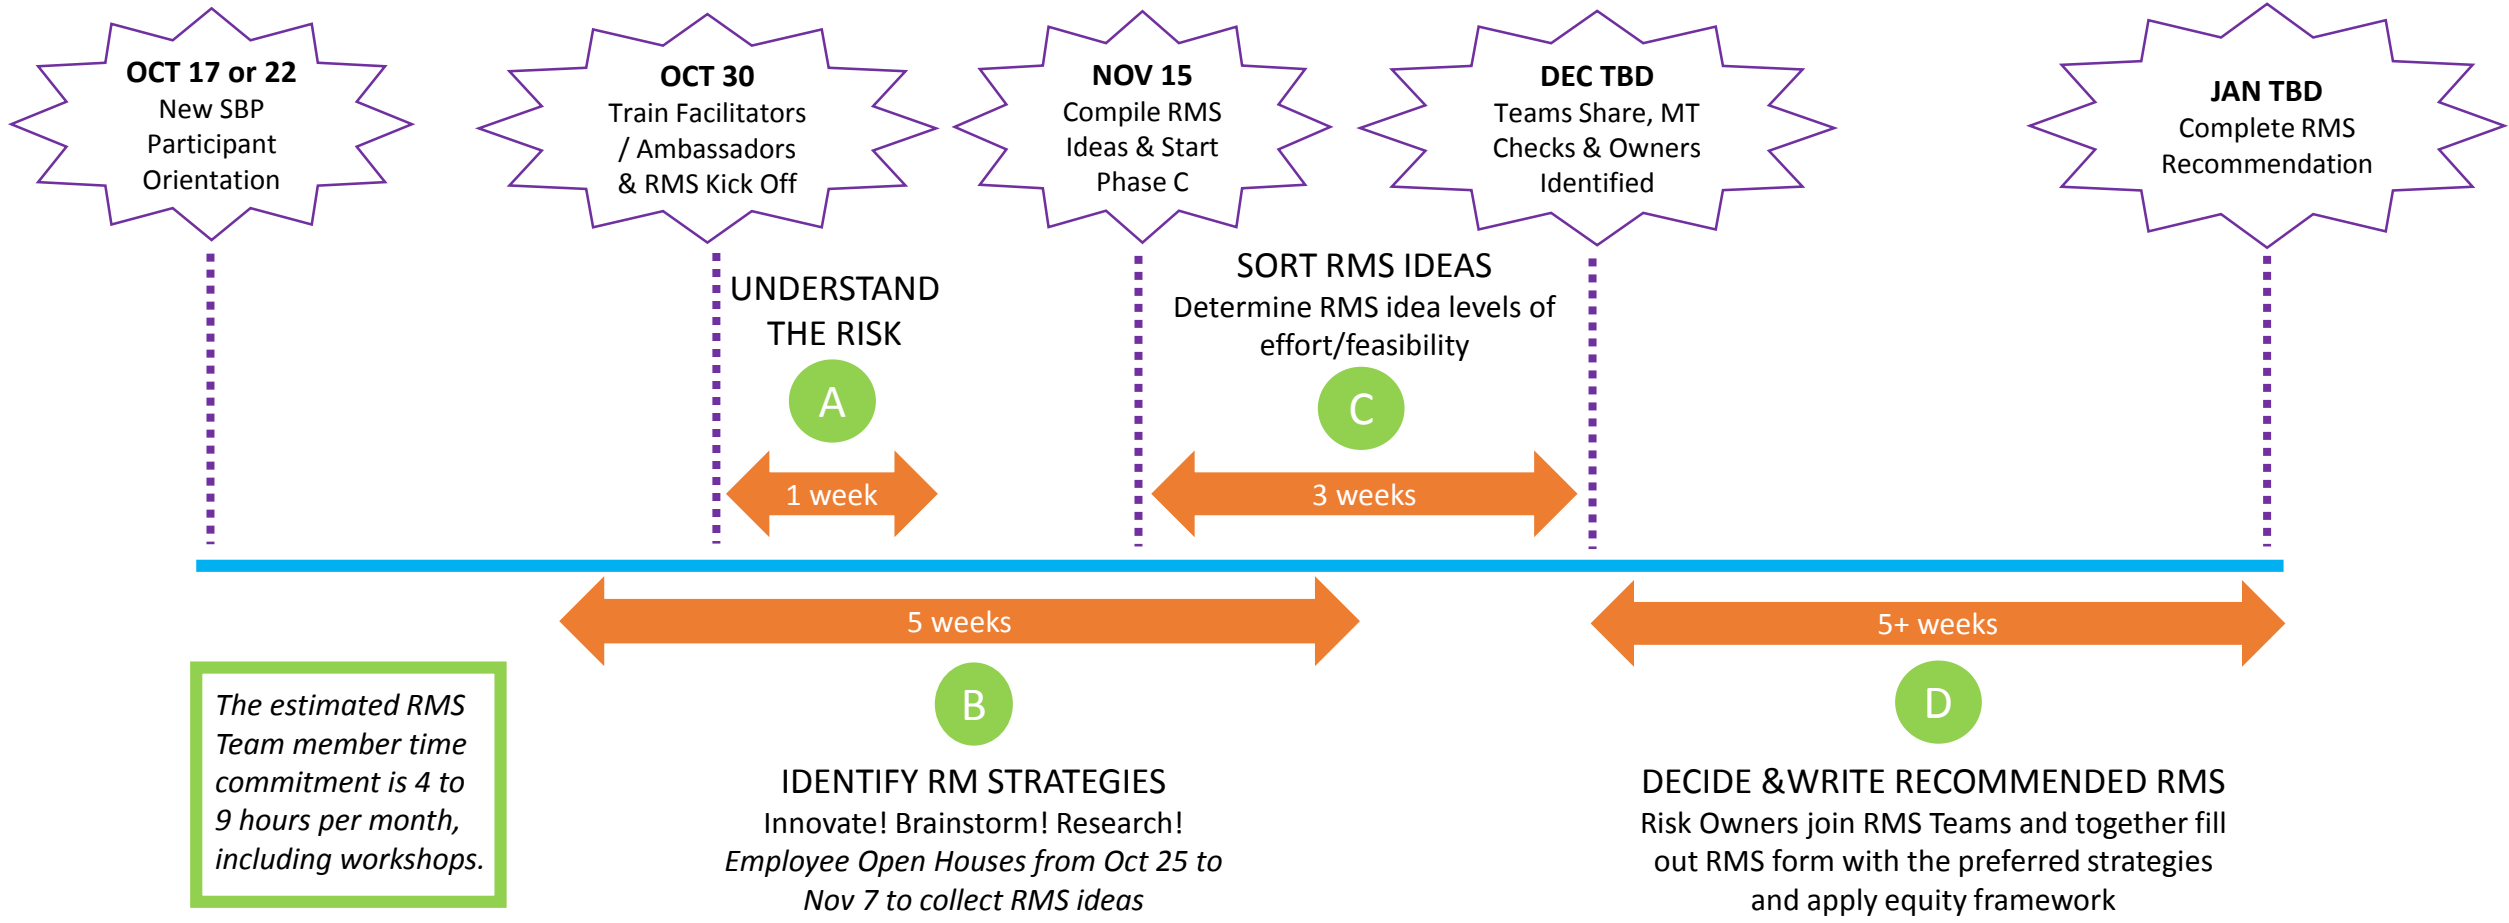 OCT 17 or 22
New SBP
Participant
Orientation
OCT 30
Train Facilitators
/ Ambassadors
& RMS Kick Off
NOV 15
Compile RMS
Ideas & Start
Phase C
DEC TBD
Teams Share, MT
Checks & Owners
Identified
JAN TBD
Complete RMS
Recommendation
UNDERSTAND
THE RISK
A
1 week
SORT RMS IDEAS
Determine RMS idea levels of
effort/feasibility
C
3 weeks
5 weeks
B
IDENTIFY RM STRATEGIES
Innovate! Brainstorm! Research!
Employee Open Houses from Oct 25 to
Nov 7 to collect RMS ideas
5+ weeks
D
DECIDE &WRITE RECOMMENDED RMS
Risk Owners join RMS Teams and together fill
out RMS form with the preferred strategies
and apply equity framework
The estimated RMS
Team member time
commitment is 4 to
9 hours per month,
including workshops.